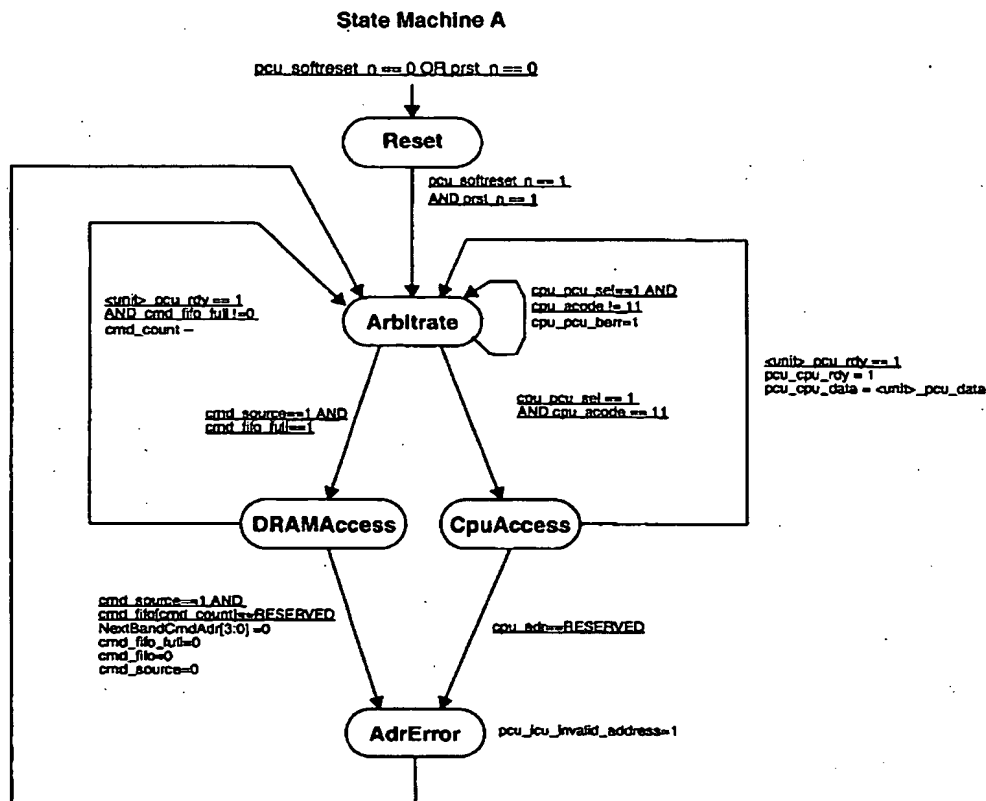 State Machine A
pcu_softreset_n == 0 OR prst_n == 0
Reset
pcu_softreset_n == 1
AND prst_n == 1
<unit>_pcu_rdy == 1
AND cmd_fifo_full !=0
cmd_count --
Arbitrate
cpu_pcu_sel==1 AND
cpu_acode != 11
cpu_pcu_berr=1
<unit>_pcu_rdy == 1
pcu_cpu_rdy = 1
pcu_cpu_data = <unit>_pcu_data
cmd_source==1 AND
cmd_fifo_full==1
cpu_pcu_sel == 1
AND cpu_acode == 11
DRAMAccess
CpuAccess
cmd_source==1 AND
cmd_fifo[cmd_count]==RESERVED
NextBandCmdAdr[3:0] =0
cmd_fifo_full=0
cmd_fifo=0
cmd_source=0
cpu_adr==RESERVED
AdrError
pcu_icu_invalid_address=1